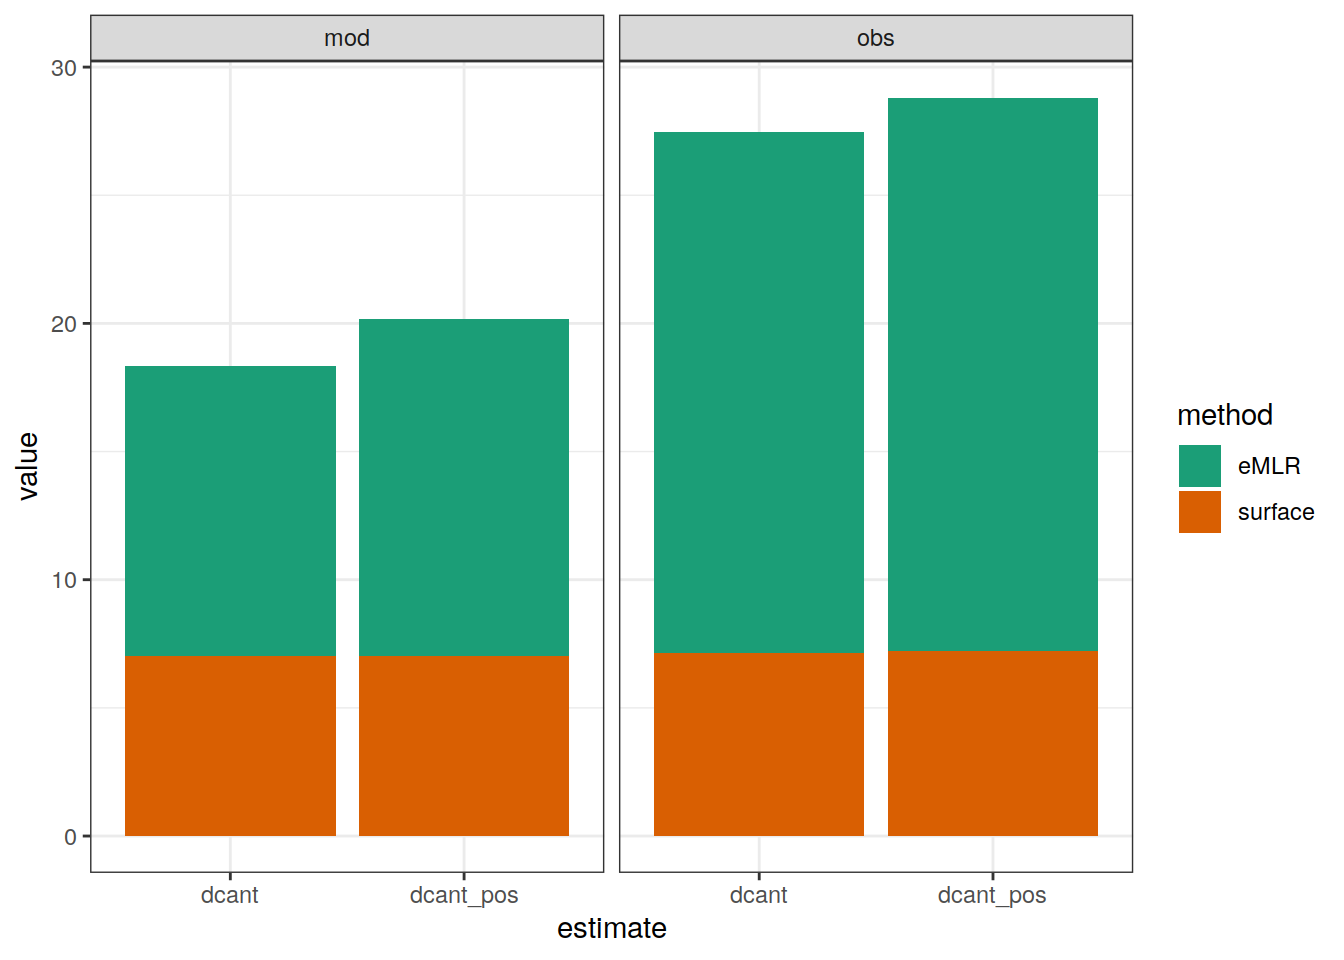 mod
obs
30
20
10
0
value
dcant
dcant_pos
dcant
dcant_pos
estimate
method
eMLR
surface